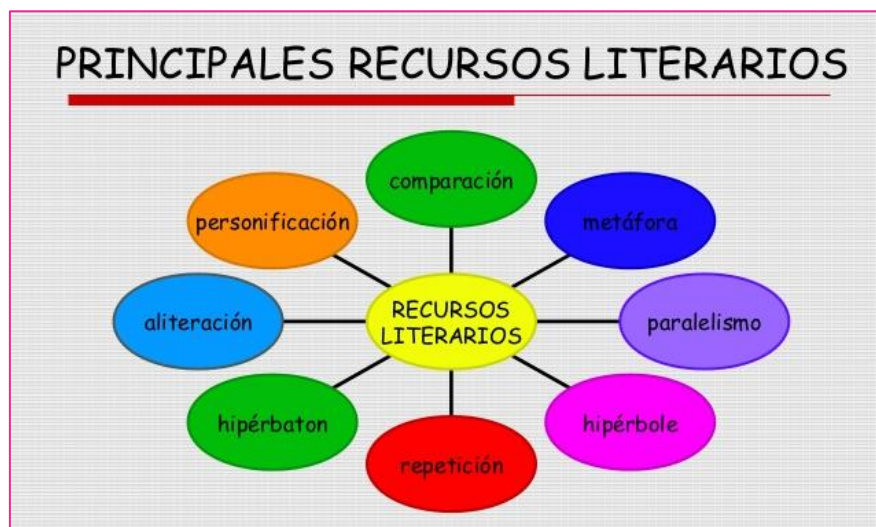 PRINCIPALES RECURSOS LITERARIOS
comparación
personificación
metáfora
aliteración
RECURSOS
LITERARIOS
paralelismo
hipérbaton
hipérbole
repetición